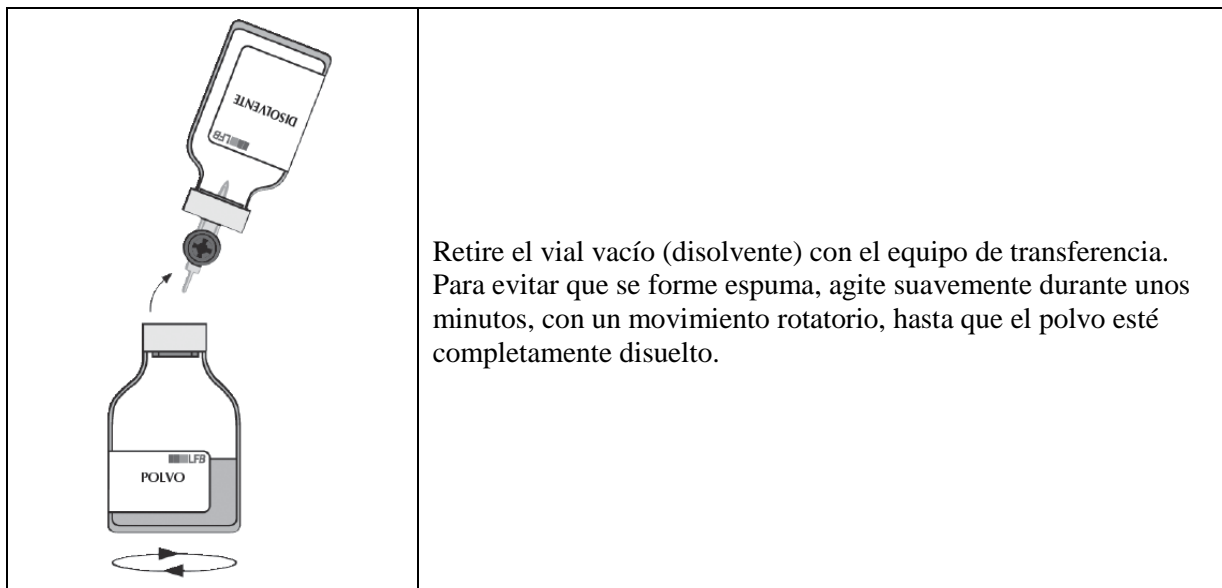 DISOLVENTE
LFB
Retire el vial vacío (disolvente) con el equipo de transferencia.
Para evitar que se forme espuma, agite suavemente durante unos
minutos, con un movimiento rotatorio, hasta que el polvo esté
completamente disuelto.
LFB
POLVO